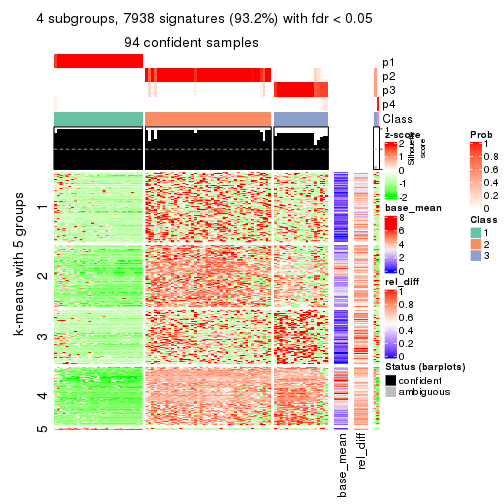 4 subgroups, 7938 signatures (93.2%) with fdr < 0.05
94 confident samples
p1
p2
p3
p4
Class
1
Silhouette
score
k-means with 5 groups
1
2
3
4
5
base_mean
rel_diff
z-score
2
1
0
-1
-2
base_mean
8
6
4
2
0
rel_diff
1
0.8
0.6
0.4
0.2
0
Status (barplots)
confident
ambiguous
Prob
1
0.8
0.6
0.4
0.2
0
Class
1
2
3